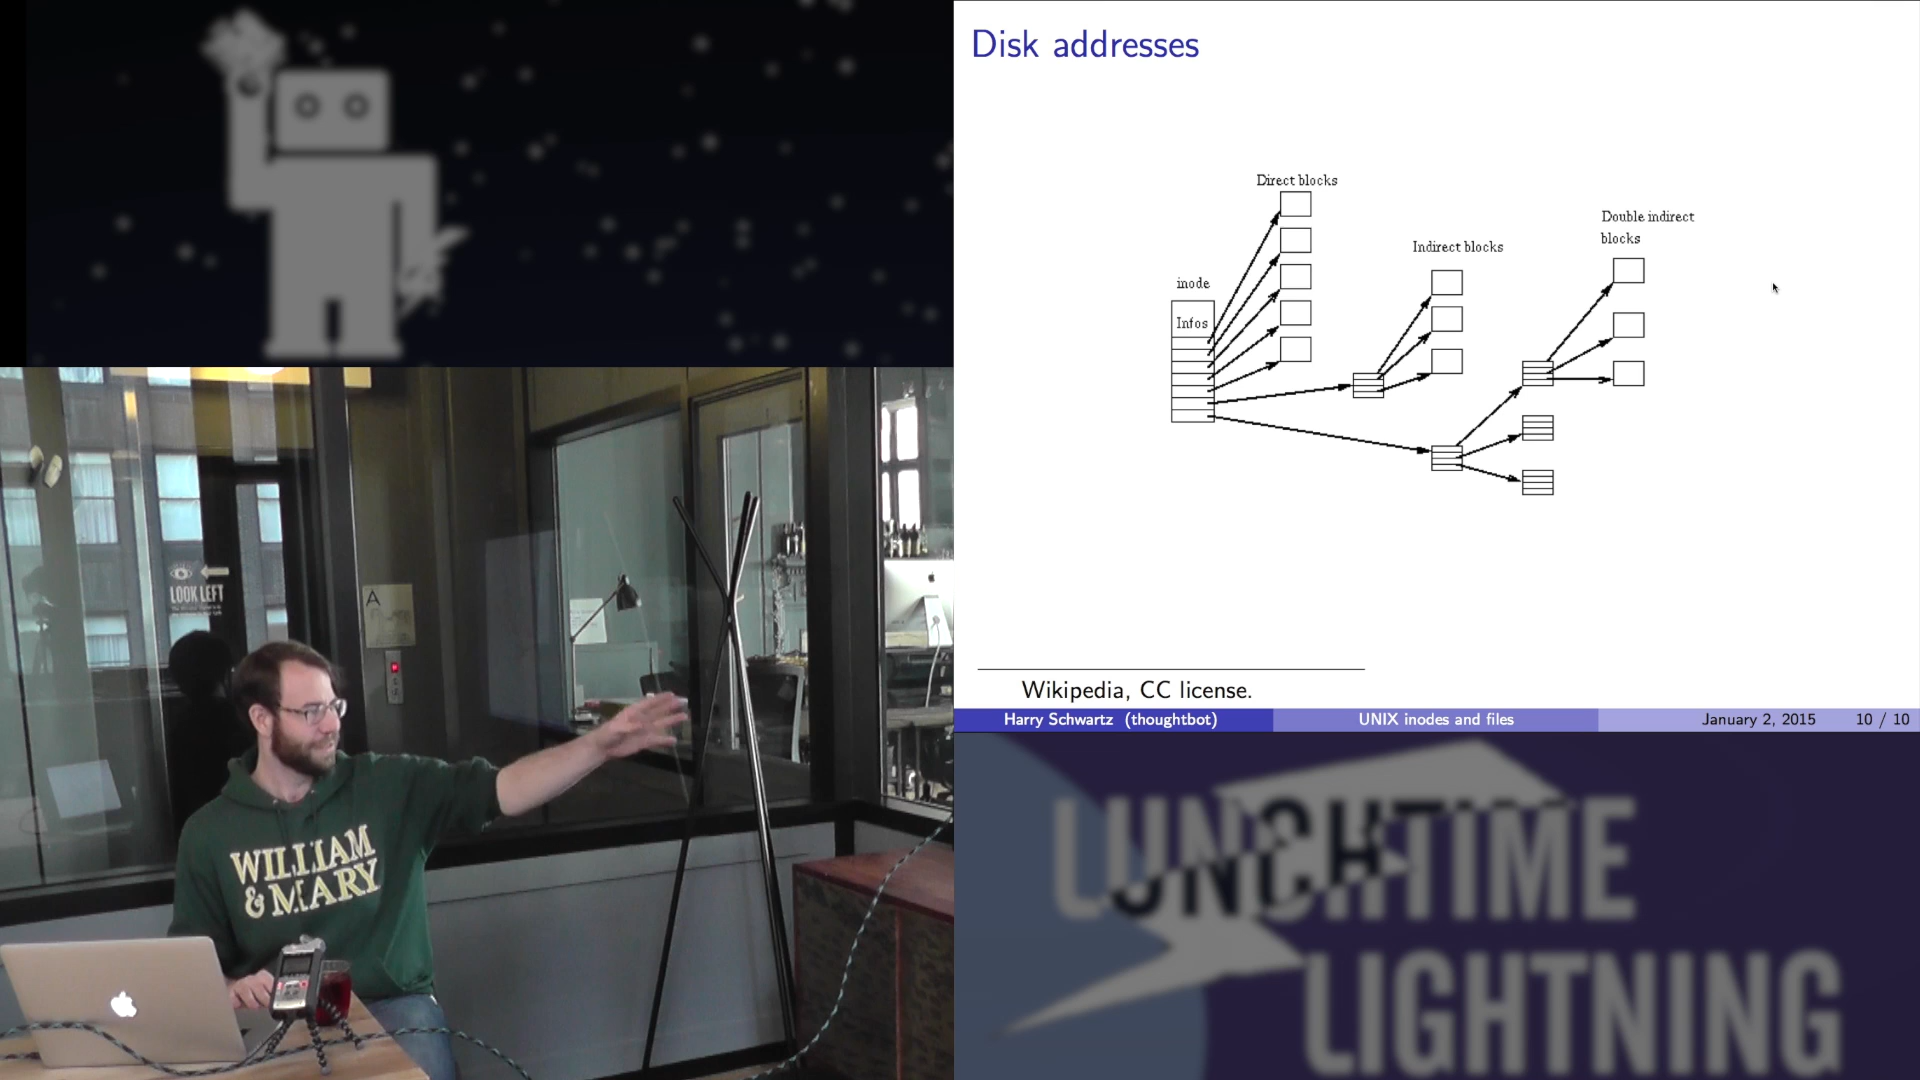 Disk addresses
Direct blocks
Double indirect
blocks
Indirect blocks
inode
Infos
Wikipedia, CC license.
Harry Schwartz (thoughtbot)
UNIX inodes and files
January 2, 2015
10 / 10
LOOK LEFT
A
WILLIAM
& MARY
LUNCHTIME
LIGHTNING